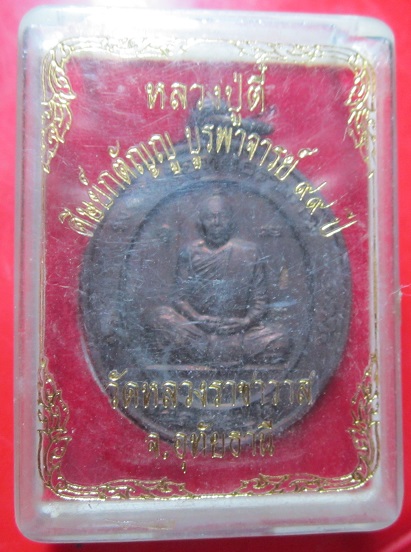 หลวงปู่ตี๋
ศิษย์กตัญญู บูรพาจารย์ ๙๙ ปี
วัดหลวงราชาวาส
จ.อุทัยธานี